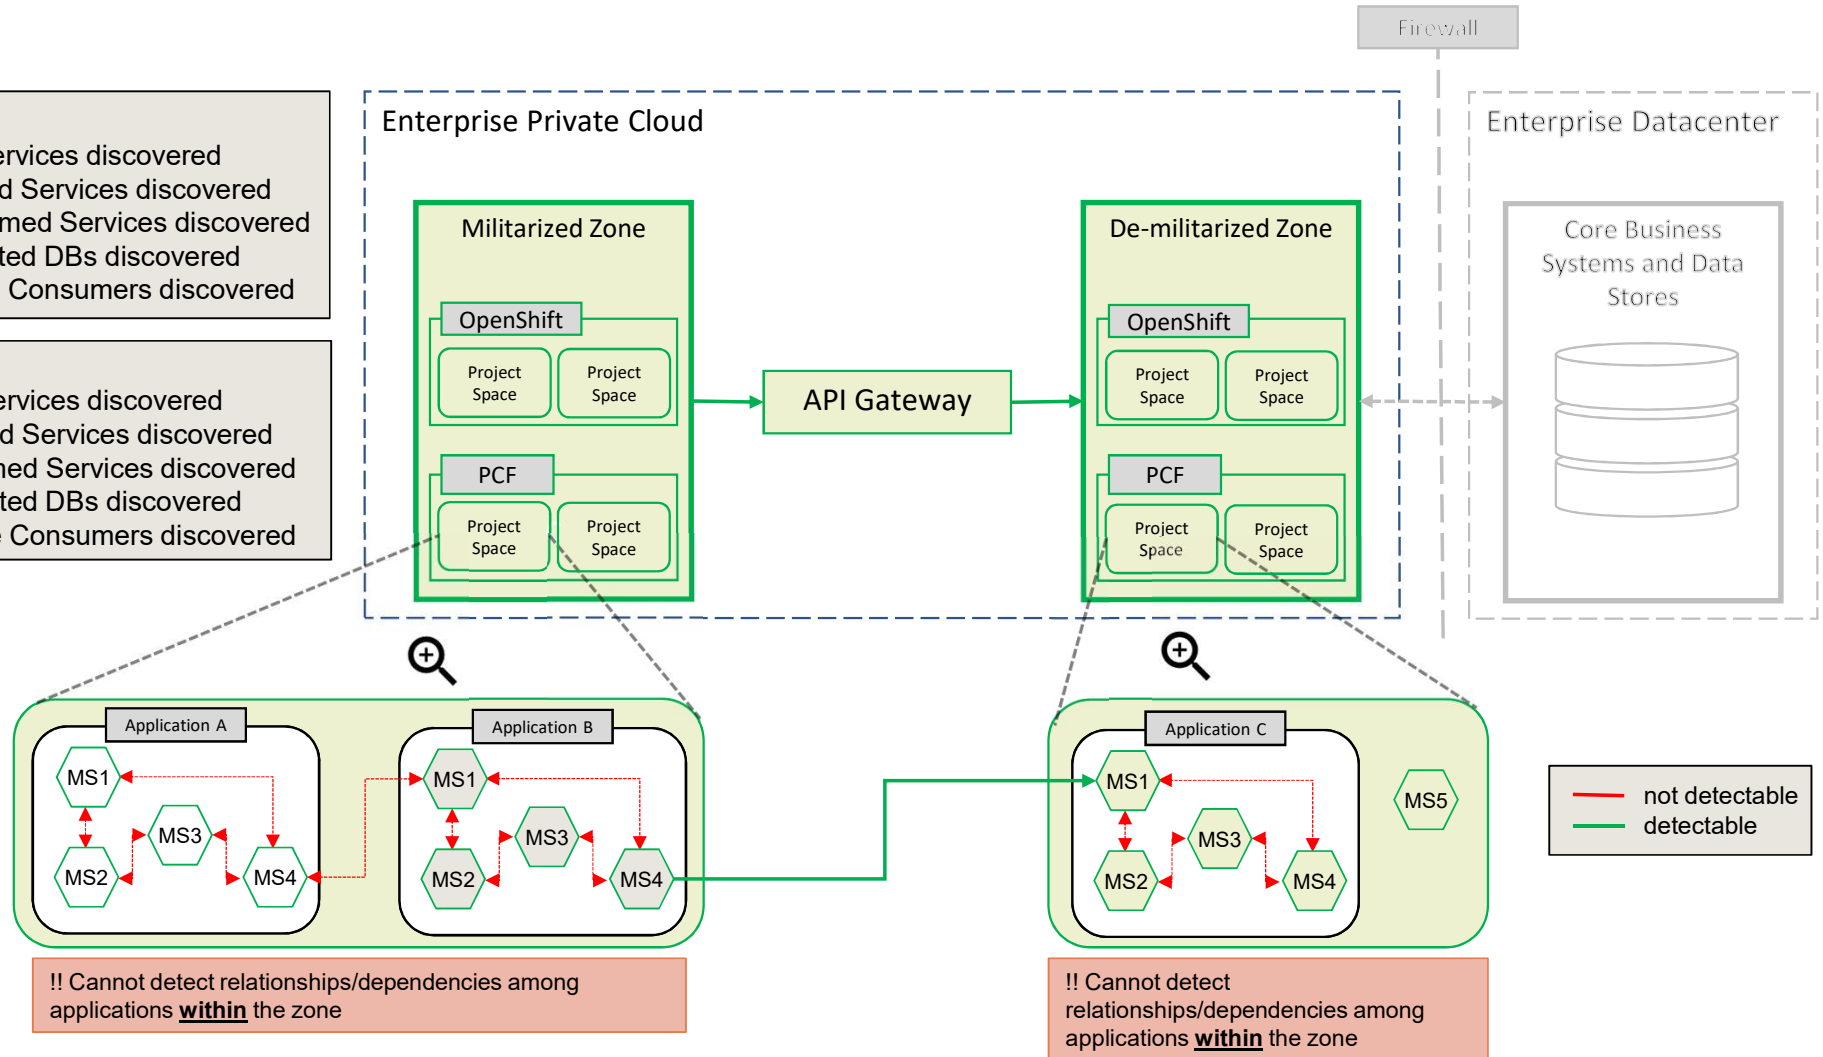 Firewall
ervices discovered
d Services discovered
med Services discovered
ted DBs discovered
Consumers discovered
ervices discovered
d Services discovered
ned Services discovered
ted DBs discovered
e Consumers discovered
Enterprise Private Cloud
Militarized Zone
OpenShift
Project
Space
Project
Space
PCF
Project
Space
Project
Space
API Gateway
De-militarized Zone
OpenShift
Project
Space
Project
Space
PCF
Project
Space
Project
Space
Enterprise Datacenter
Core Business
Systems and Data
Stores
Application A
MS1
MS3
MS2
MS4
Application B
MS1
MS3
MS2
MS4
Application C
MS1
MS3
MS2
MS4
MS5
not detectable
detectable
!! Cannot detect relationships/dependencies among
applications within the zone
!! Cannot detect
relationships/dependencies among
applications within the zone